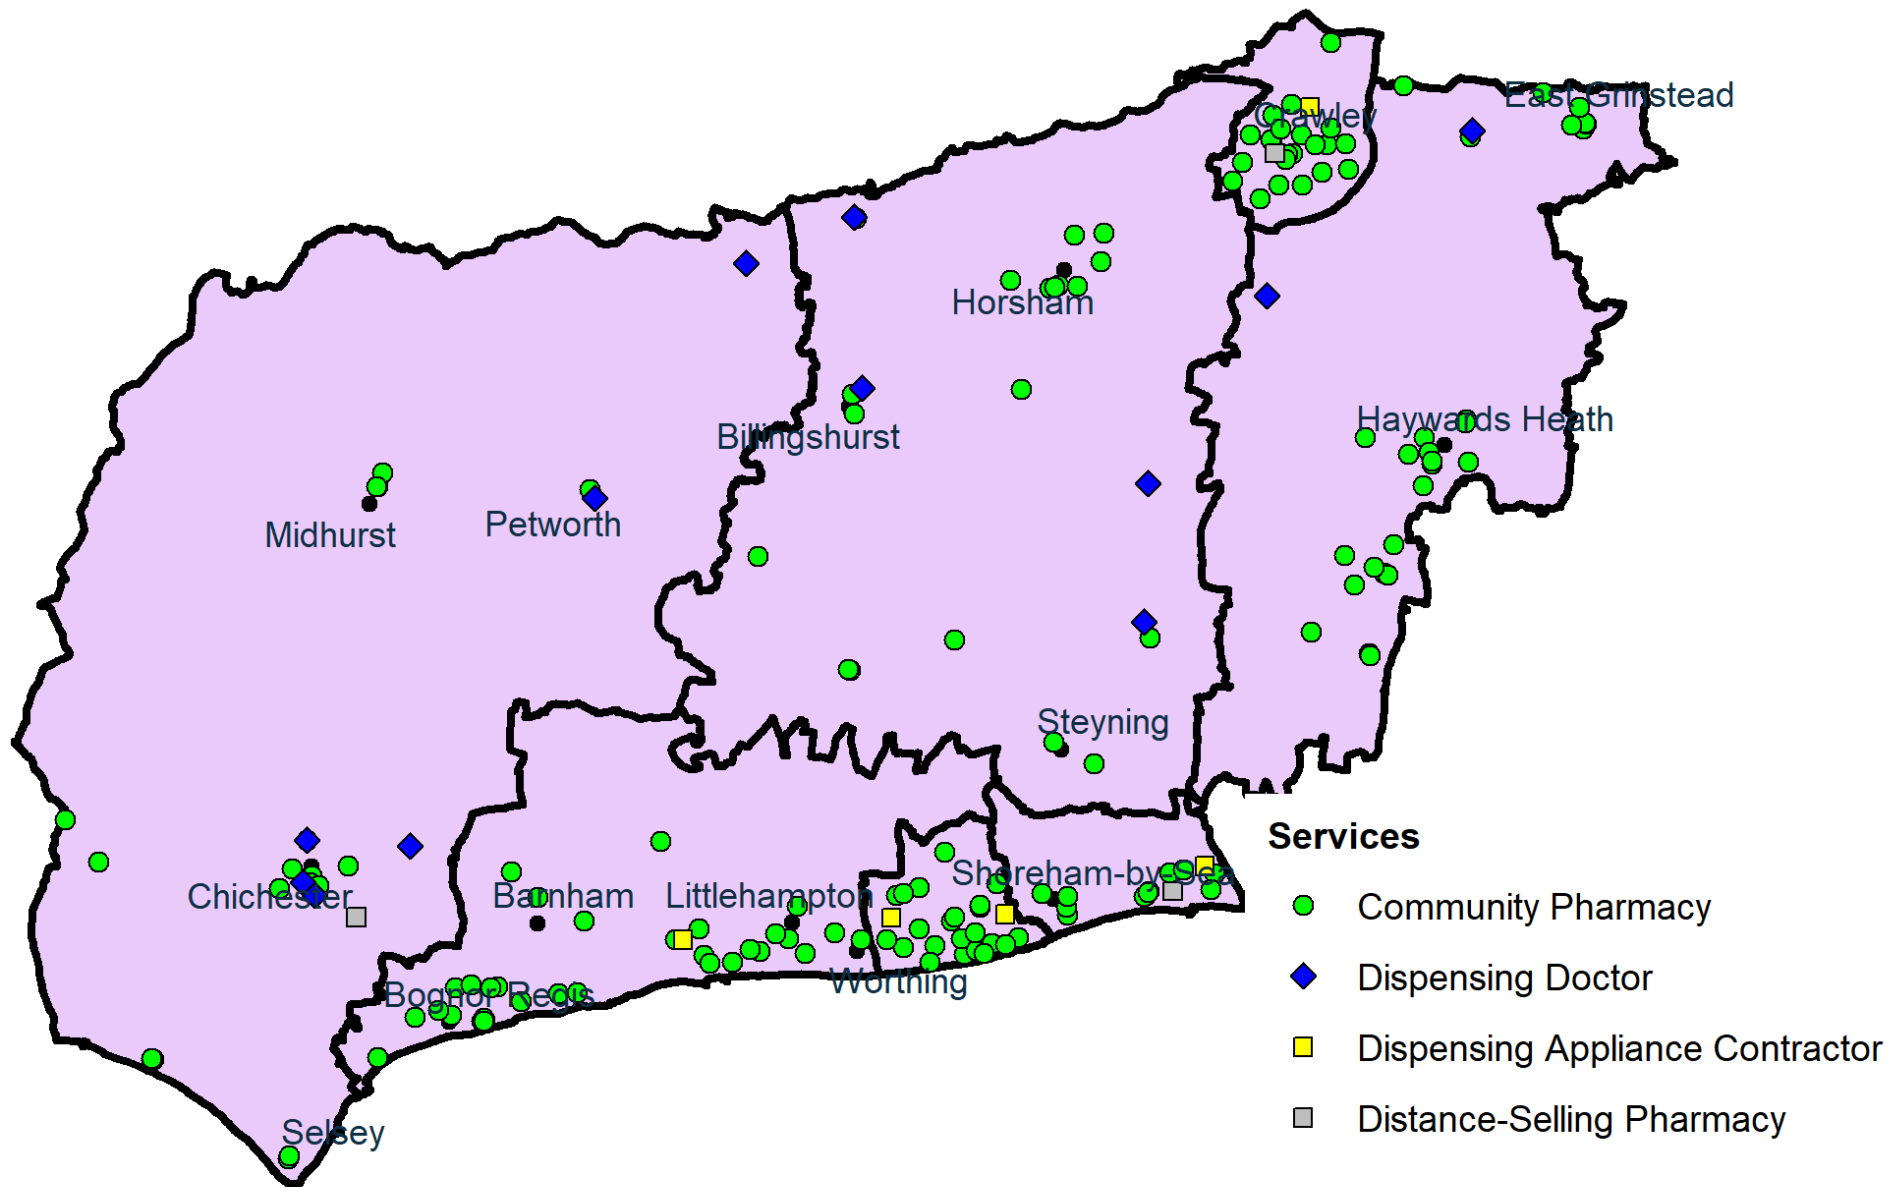 East Grinstead
Crawley
Horsham
Haywards Heath
Billingshurst
Petworth
Midhurst
Steyning
Services
Shoreham-by-Sea
Chichester
Barnham
Littlehampton
Community Pharmacy
Worthing
Dispensing Doctor
Bognor Regis
Dispensing Appliance Contractor
Distance-Selling Pharmacy
Selsey